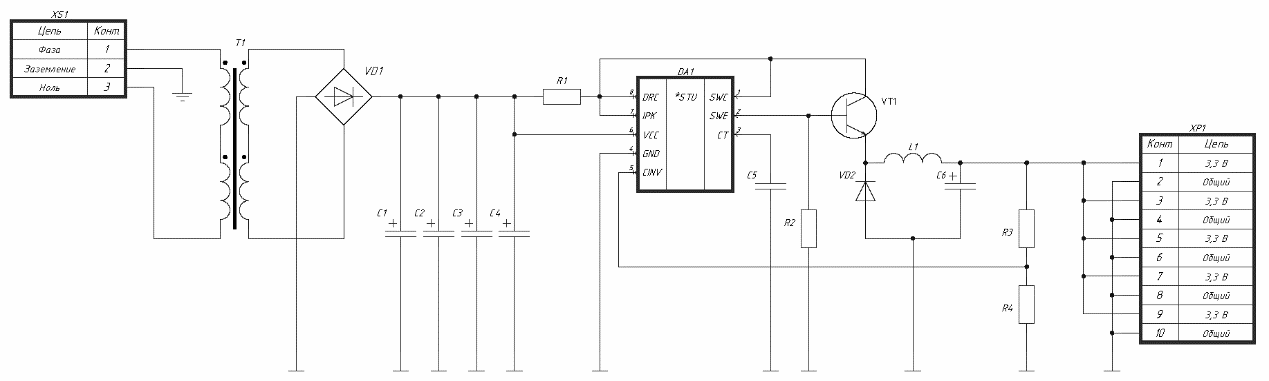 XS1
Цепь Конт.
Фаза 1
Заземление 2
Ноль 3
T1
VD1
C1
C2
C3
C4
R1
DA1
*STU
8 DRC SWC 1
7 IPK SWE 2
6 VCC CT 3
4 GND
5 CINV
C5
R2
VT1
VD2
L1
C6
R3
R4
XP1
Конт. Цепь
1 3,3 В
2 Общий
3 3,3 В
4 Общий
5 3,3 В
6 Общий
7 3,3 В
8 Общий
9 3,3 В
10 Общий